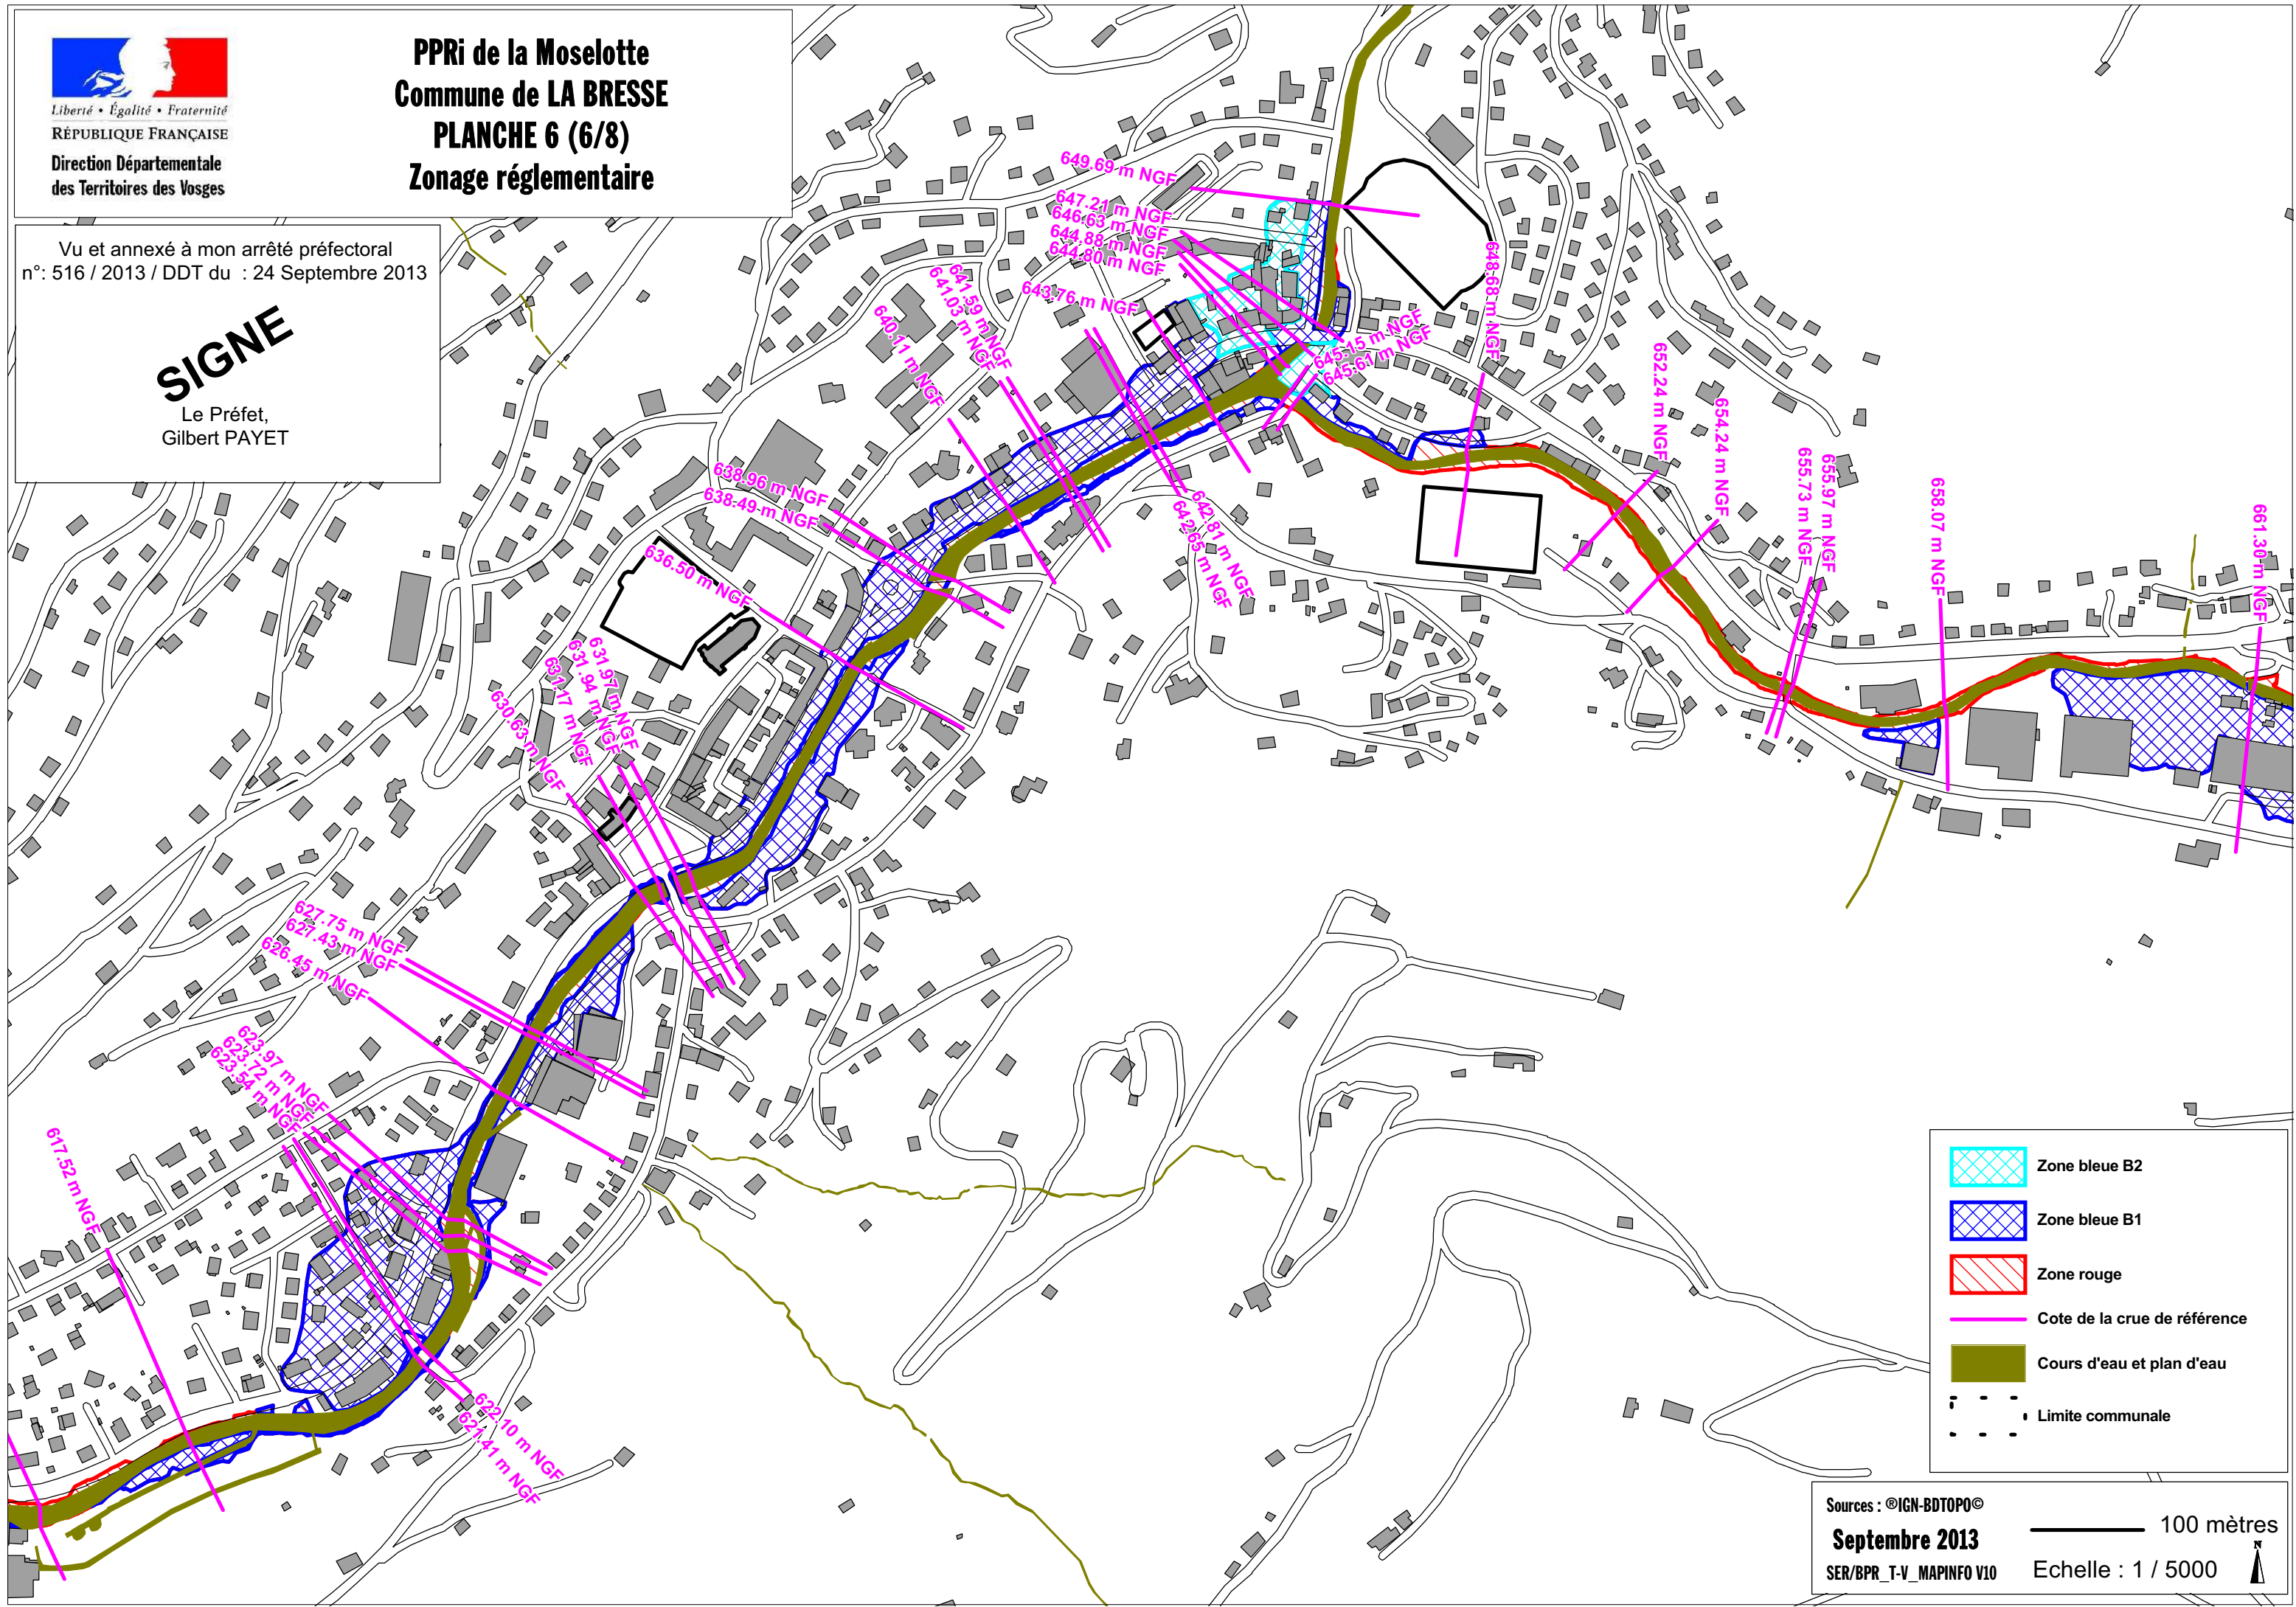 Liberté • Égalité • Fraternité
RÉPUBLIQUE FRANÇAISE
Direction Départementale
des Territoires des Vosges
PPRi de la Moselotte
Commune de LA BRESSE
PLANCHE 6 (6/8)
Zonage réglementaire
Vu et annexé à mon arrêté préfectoral
n°: 516 / 2013 / DDT du : 24 Septembre 2013
SIGNE
Le Préfet,
Gilbert PAYET
649.69 m NGF
647.21 m NGF
646.63 m NGF
644.88 m NGF
644.80 m NGF
643.76 m NGF
641.59 m NGF
641.03 m NGF
640.11 m NGF
645.15 m NGF
645.61 m NGF
648.68 m NGF
652.24 m NGF
654.24 m NGF
655.73 m NGF
655.97 m NGF
658.07 m NGF
661.30 m NGF
642.81 m NGF
642.65 m NGF
638.96 m NGF
638.49 m NGF
636.50 m NGF
631.97 m NGF
631.94 m NGF
631.17 m NGF
630.63 m NGF
627.75 m NGF
627.43 m NGF
626.45 m NGF
623.97 m NGF
623.72 m NGF
623.54 m NGF
617.52 m NGF
622.10 m NGF
621.41 m NGF
Zone bleue B2
Zone bleue B1
Zone rouge
Cote de la crue de référence
Cours d'eau et plan d'eau
Limite communale
Sources : ®IGN-BDTOPO©
Septembre 2013
SER/BPR_T-V_MAPINFO V10
100 mètres
Echelle : 1 / 5000
N